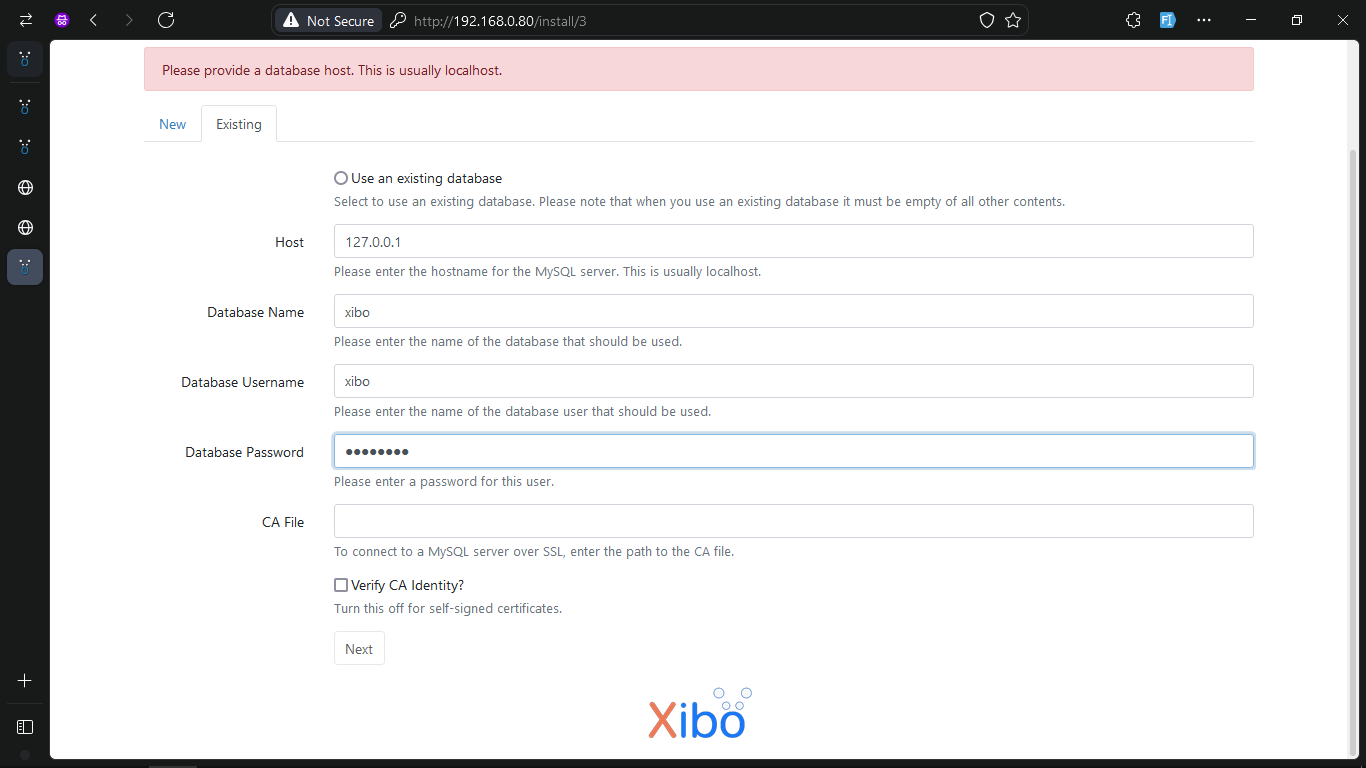 Not Secure
http://192.168.0.80/install/3
Please provide a database host. This is usually localhost.
New
Existing
Use an existing database
Select to use an existing database. Please note that when you use an existing database it must be empty of all other contents.
Host
127.0.0.1
Please enter the hostname for the MySQL server. This is usually localhost.
Database Name
xibo
Please enter the name of the database that should be used.
Database Username
xibo
Please enter the name of the database user that should be used.
Database Password
●●●●●●●●
Please enter a password for this user.
CA File
To connect to a MySQL server over SSL, enter the path to the CA file.
Verify CA Identity?
Turn this off for self-signed certificates.
Next
Xibo